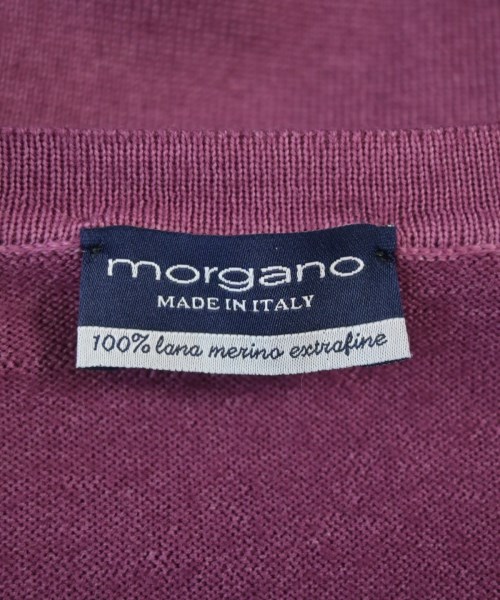 morgano
MADE IN ITALY
100% lana merino extrafine